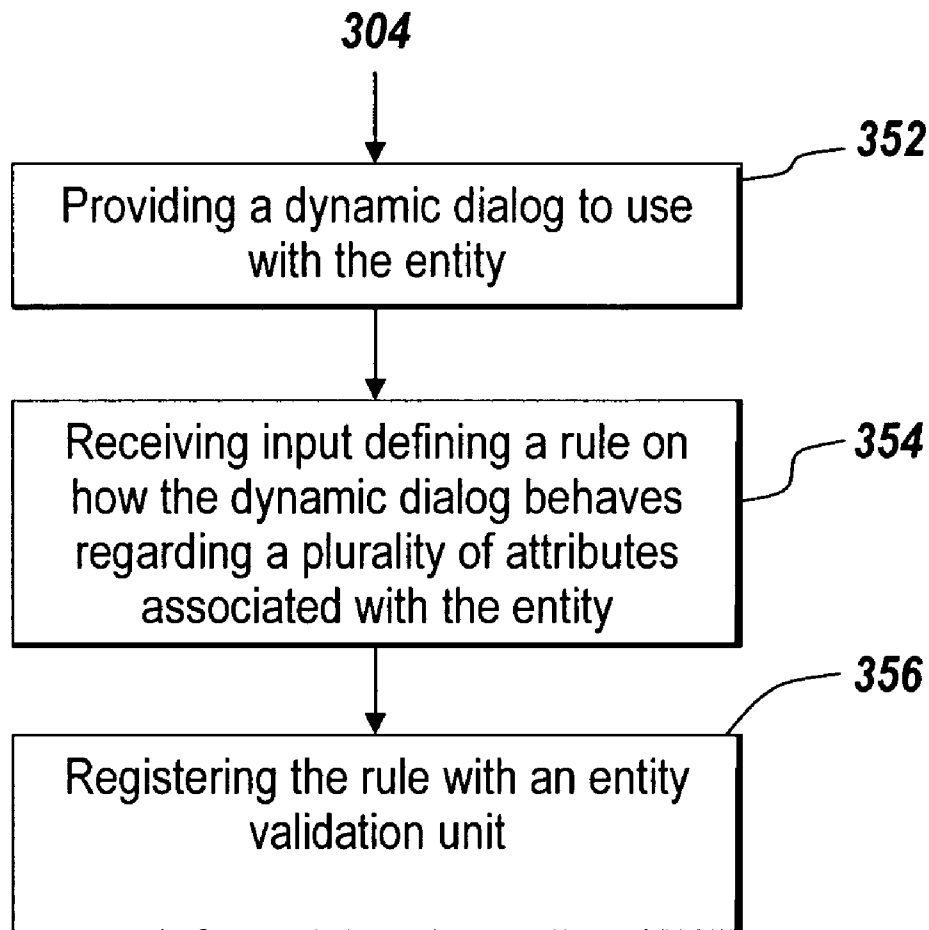 304
352
Providing a dynamic dialog to use
with the entity
354
Receiving input defining a rule on
how the dynamic dialog behaves
regarding a plurality of attributes
associated with the entity
356
Registering the rule with an entity
validation unit